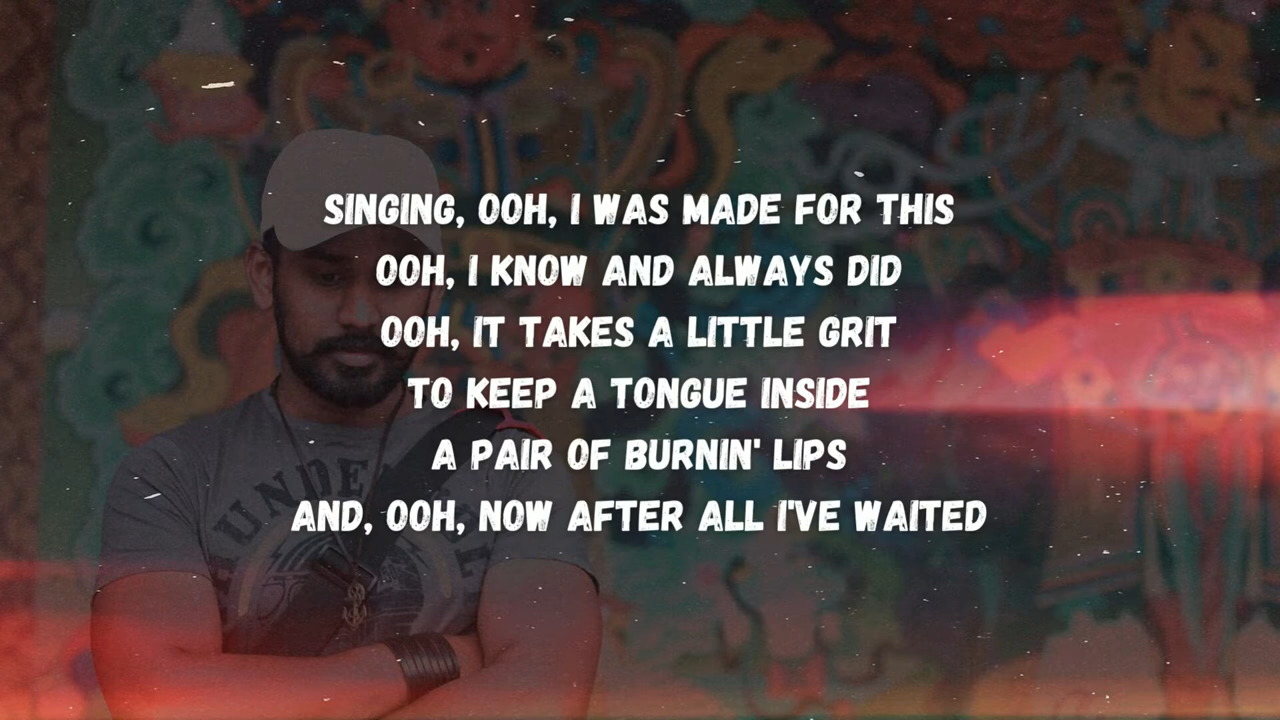 SINGING, OOH, I WAS MADE FOR THIS
OOH, I KNOW AND ALWAYS DID
OOH, IT TAKES A LITTLE GRIT
TO KEEP A TONGUE INSIDE
A PAIR OF BURNIN' LIPS
AND, OOH, NOW AFTER ALL I'VE WAITED